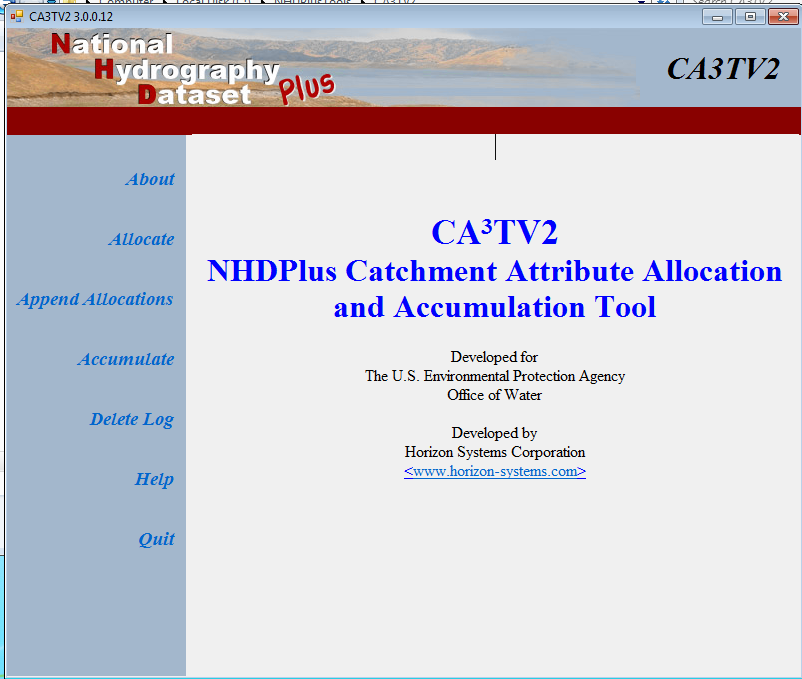 CA3TV2 3.0.0.12
National
Hydrography
Dataset Plus
CA3TV2
About
Allocate
Append Allocations
Accumulate
Delete Log
Help
Quit
CA³TV2
NHDPlus Catchment Attribute Allocation
and Accumulation Tool
Developed for
The U.S. Environmental Protection Agency
Office of Water
Developed by
Horizon Systems Corporation
<www.horizon-systems.com>